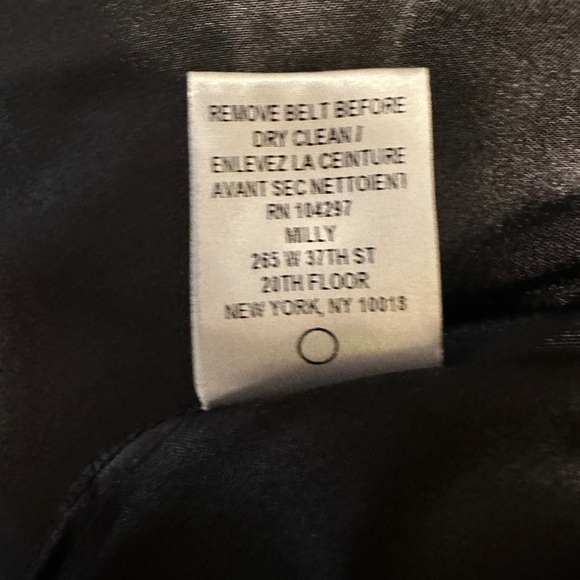 REMOVE BELT BEFORE
DRY CLEAN /
ENLEVEZ LA CEINTURE
AVANT SEC NETTOIENT
RN 104297
MILLY
265 W 37TH ST
20TH FLOOR
NEW YORK, NY 10018